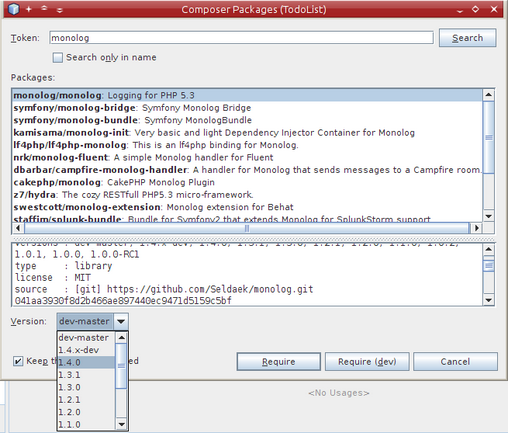 Composer Packages (TodoList)
Token: monolog Search
Search only in name
Packages:
monolog/monolog: Logging for PHP 5.3
symfony/monolog-bridge: Symfony Monolog Bridge
symfony/monolog-bundle: Symfony MonologBundle
kamisama/monolog-init: Very basic and light Dependency Injector Container for Monolog
lf4php/lf4php-monolog: This is an lf4php binding for Monolog.
nrk/monolog-fluent: A simple Monolog handler for Fluent
dbarbar/campfire-monolog-handler: A handler for Monolog that sends messages to a Campfire room.
cakephp/monolog: CakePHP Monolog Plugin
z7/hydra: The cozy RESTfull PHP5.3 micro-framework.
swestcott/monolog-extension: Monolog extension for Behat
staffim/splunk-bundle: Bundle for Symfony2 that extends Monolog for SplunkStorm support.
versions : dev-master, 1.4.x-dev, 1.4.0, 1.3.1, 1.3.0, 1.2.1, 1.2.0, 1.1.0, 1.0.2,
1.0.1, 1.0.0, 1.0.0-RC1
type : library
license : MIT
source : [git] https://github.com/Seldaek/monolog.git
041aa3930f8d2b466ae897440ec9471d5159c5bf
Version: dev-master
dev-master
1.4.x-dev
1.4.0
1.3.1
1.3.0
1.2.1
1.2.0
1.1.0
Keep th ed
Require Require (dev) Cancel
<No Usages>